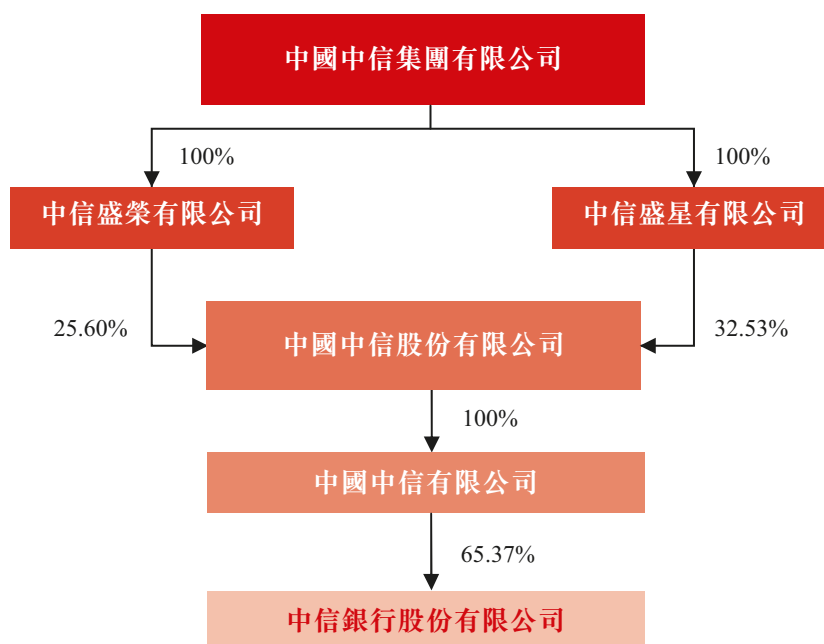 中國中信集團有限公司
100%
100%
中信盛榮有限公司
中信盛星有限公司
25.60%
32.53%
中國中信股份有限公司
100%
中國中信有限公司
65.37%
中信銀行股份有限公司